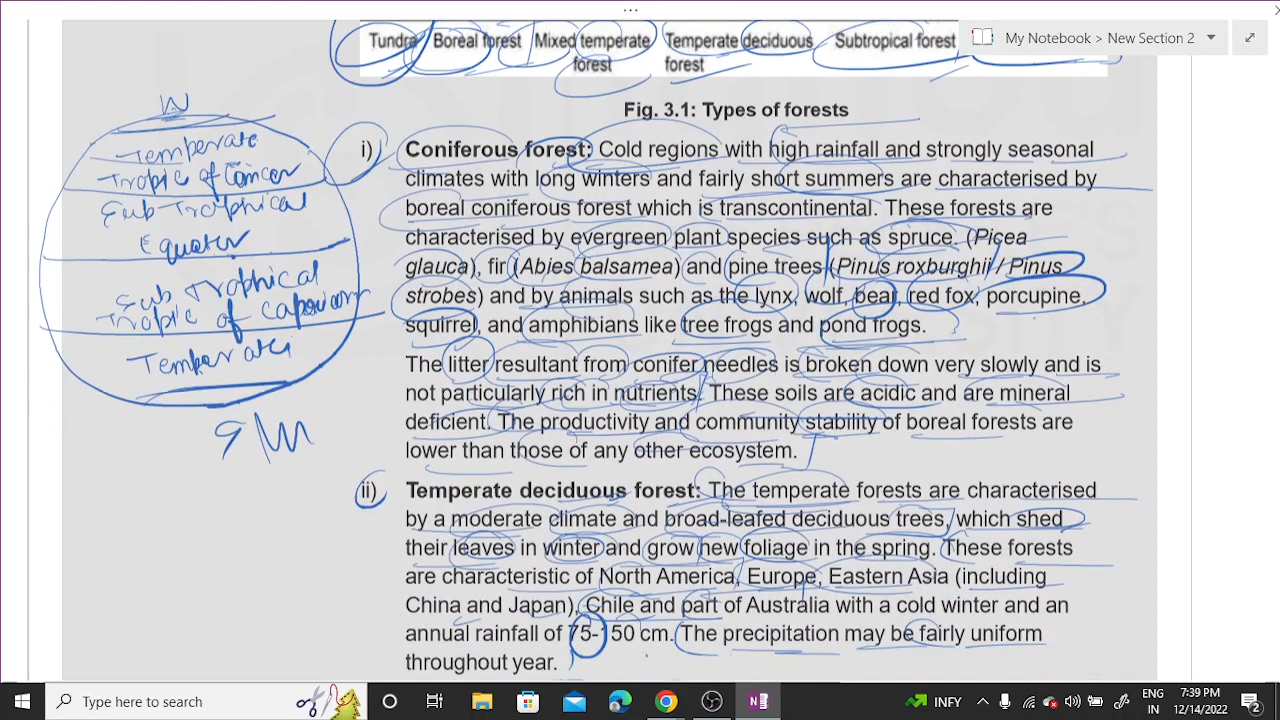 ...
Tundra Boreal forest Mixed temperate forest Temperate deciduous forest Subtropical forest
My Notebook > New Section 2
Fig. 3.1: Types of forests
N
Temperate
Tropic of Cancer
Sub Trophical
Equater
Sub Trophical
Tropic of Capricorn
Temperate
i) Coniferous forest: Cold regions with high rainfall and strongly seasonal
climates with long winters and fairly short summers are characterised by
boreal coniferous forest which is transcontinental. These forests are
characterised by evergreen plant species such as spruce. (Picea
glauca), fir (Abies balsamea) and pine trees (Pinus roxburghii/ Pinus
strobes) and by animals such as the lynx, wolf, bear, red fox, porcupine,
squirrel, and amphibians like tree frogs and pond frogs.
The litter resultant from conifer needles is broken down very slowly and is
not particularly rich in nutrients. These soils are acidic and are mineral
deficient. The productivity and community stability of boreal forests are
lower than those of any other ecosystem.
ii) Temperate deciduous forest: The temperate forests are characterised
by a moderate climate and broad-leafed deciduous trees, which shed
their leaves in winter and grow new foliage in the spring. These forests
are characteristic of North America, Europe, Eastern Asia (including
China and Japan), Chile and part of Australia with a cold winter and an
annual rainfall of 75-150 cm. The precipitation may be fairly uniform
throughout year.
Type here to search
INFY
ENG
IN
7:39 PM
12/14/2022
2